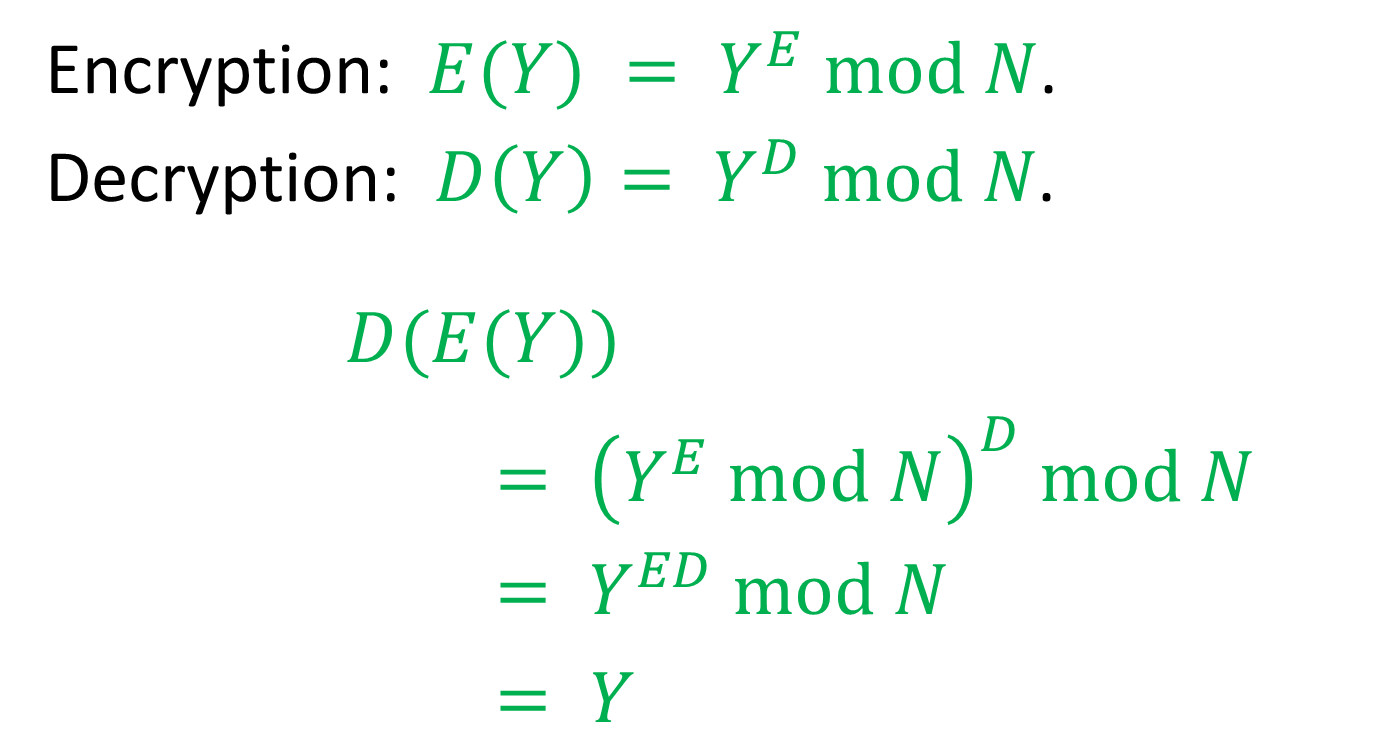 Encryption: E(Y) = Y^E mod N.
Decryption: D(Y) = Y^D mod N.
D(E(Y))
= (Y^E mod N)^D mod N
= Y^{ED} mod N
= Y